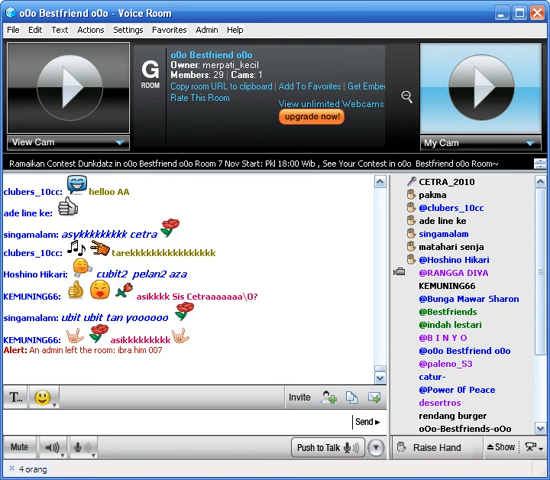 o0o Bestfriend o0o - Voice Room
File Edit Text Actions Settings Favorites Admin Help
o0o Bestfriend o0o
G ROOM
Owner: merpati_kecil
Members: 29 | Cams: 1
Copy room URL to clipboard | Add To Favorites | Get Embe
Rate This Room
View unlimited Webcams
upgrade now!
View Cam
My Cam
Ramaikan Contest Dunkdatz in o0o Bestfriend o0o Room 7 Nov Start: Pkl 18:00 Wib , See Your Contest in o0o Bestfriend o0o Room~
clubers_10cc: helloo AA
ade line ke:
singamalam: asykkkkkkkkk cetra
clubers_10cc: tarekkkkkkkkkkkkkkkk
Hoshino Hikari: cubit2 pelan2 aza
KEMUNING66: asikkkk Sis Cetraaaaaaa\O?
singamalam: ubit ubit tan yoooooo
KEMUNING66: asikkkkkkkkk
Alert: An admin left the room: ibra him 007
CETRA_2010
pakma
@clubers_10cc
ade line ke
singamalam
matahari senja
@Hoshino Hikari
@RANGGA DIVA
KEMUNING66
@Bunga Mawar Sharon
@Bestfriends
@indah lestari
@B I N Y O
@o0o Bestfriend o0o
@paleno_53
catur-
@Power 0f Peace
desertros
rendang burger
oOo-Bestfriends-oOo
T...
Invite
Send
Mute
Push to Talk
Raise Hand
Show
4 orang